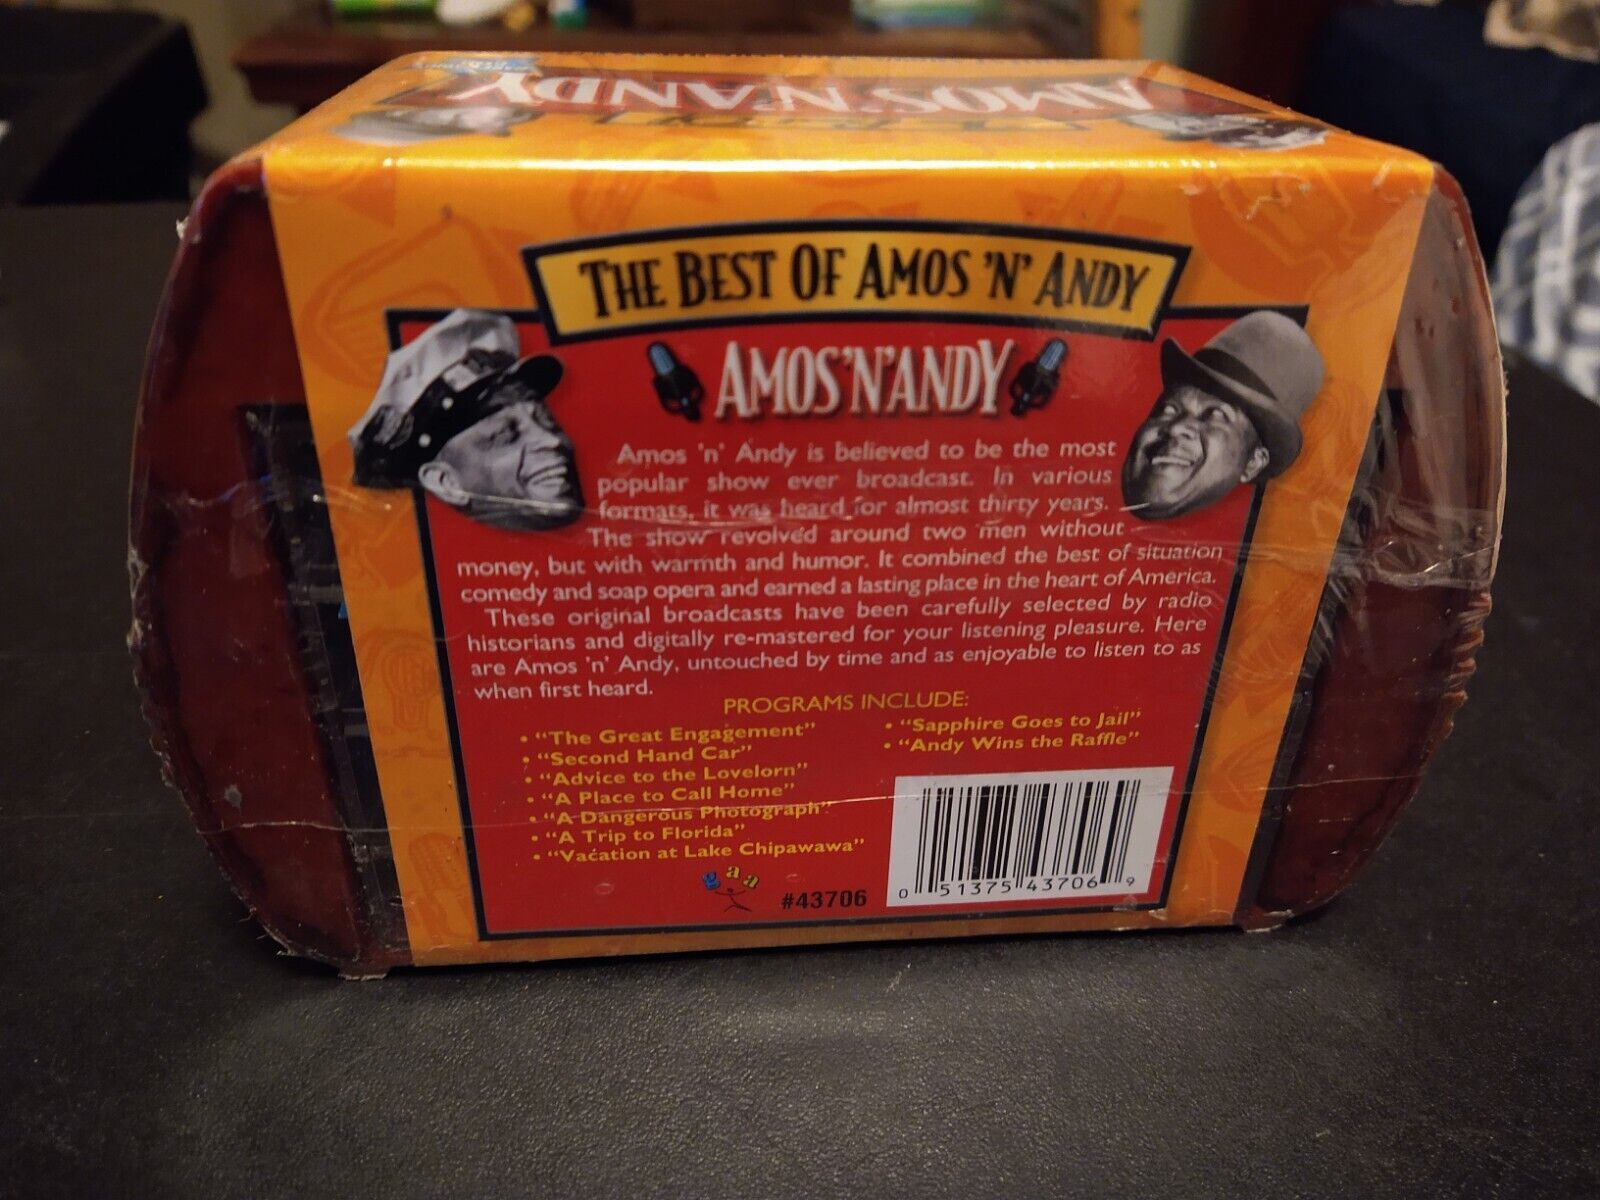 AMOS 'N' ANDY
THE BEST OF AMOS 'N' ANDY
AMOS 'N' ANDY
Amos 'n' Andy is believed to be the most
popular show ever broadcast. In various
formats, it was heard for almost thirty years.
The show revolved around two men without
money, but with warmth and humor. It combined the best of situation
comedy and soap opera and earned a lasting place in the heart of America.
These original broadcasts have been carefully selected by radio
historians and digitally re-mastered for your listening pleasure. Here
are Amos 'n' Andy, untouched by time and as enjoyable to listen to as
when first heard.
PROGRAMS INCLUDE:
• "The Great Engagement"
• "Second Hand Car"
• "Advice to the Lovelorn"
• "A Place to Call Home"
• "A Dangerous Photograph"
• "A Trip to Florida"
• "Vacation at Lake Chipawawa"
• "Sapphire Goes to Jail"
• "Andy Wins the Raffle"
gaa
#43706
0 51375 43706 9